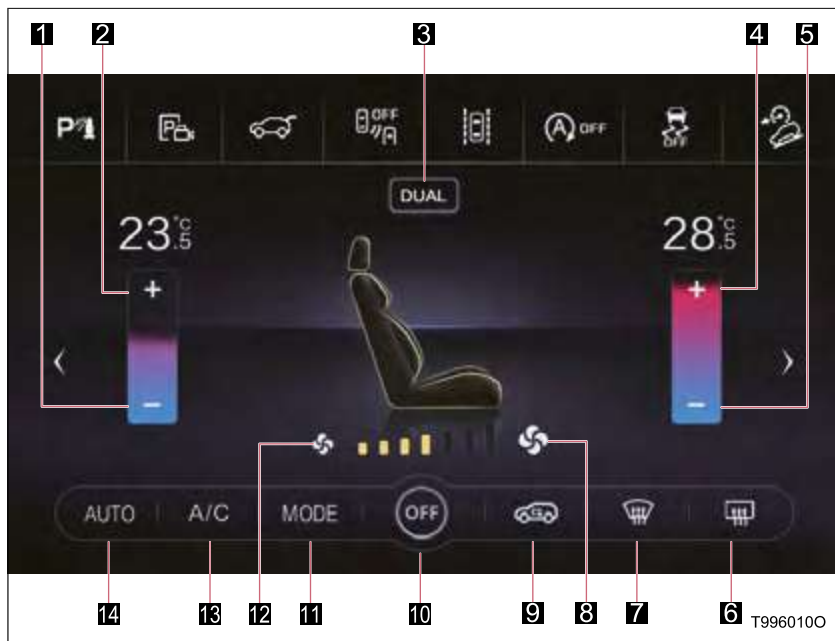 1 2 3 4 5
P P OFF A A OFF OFF
DUAL
23.5°C 28.5°C
+ +
− −
AUTO A/C MODE OFF
14 13 12 11 10 9 8 7 6
T996010O